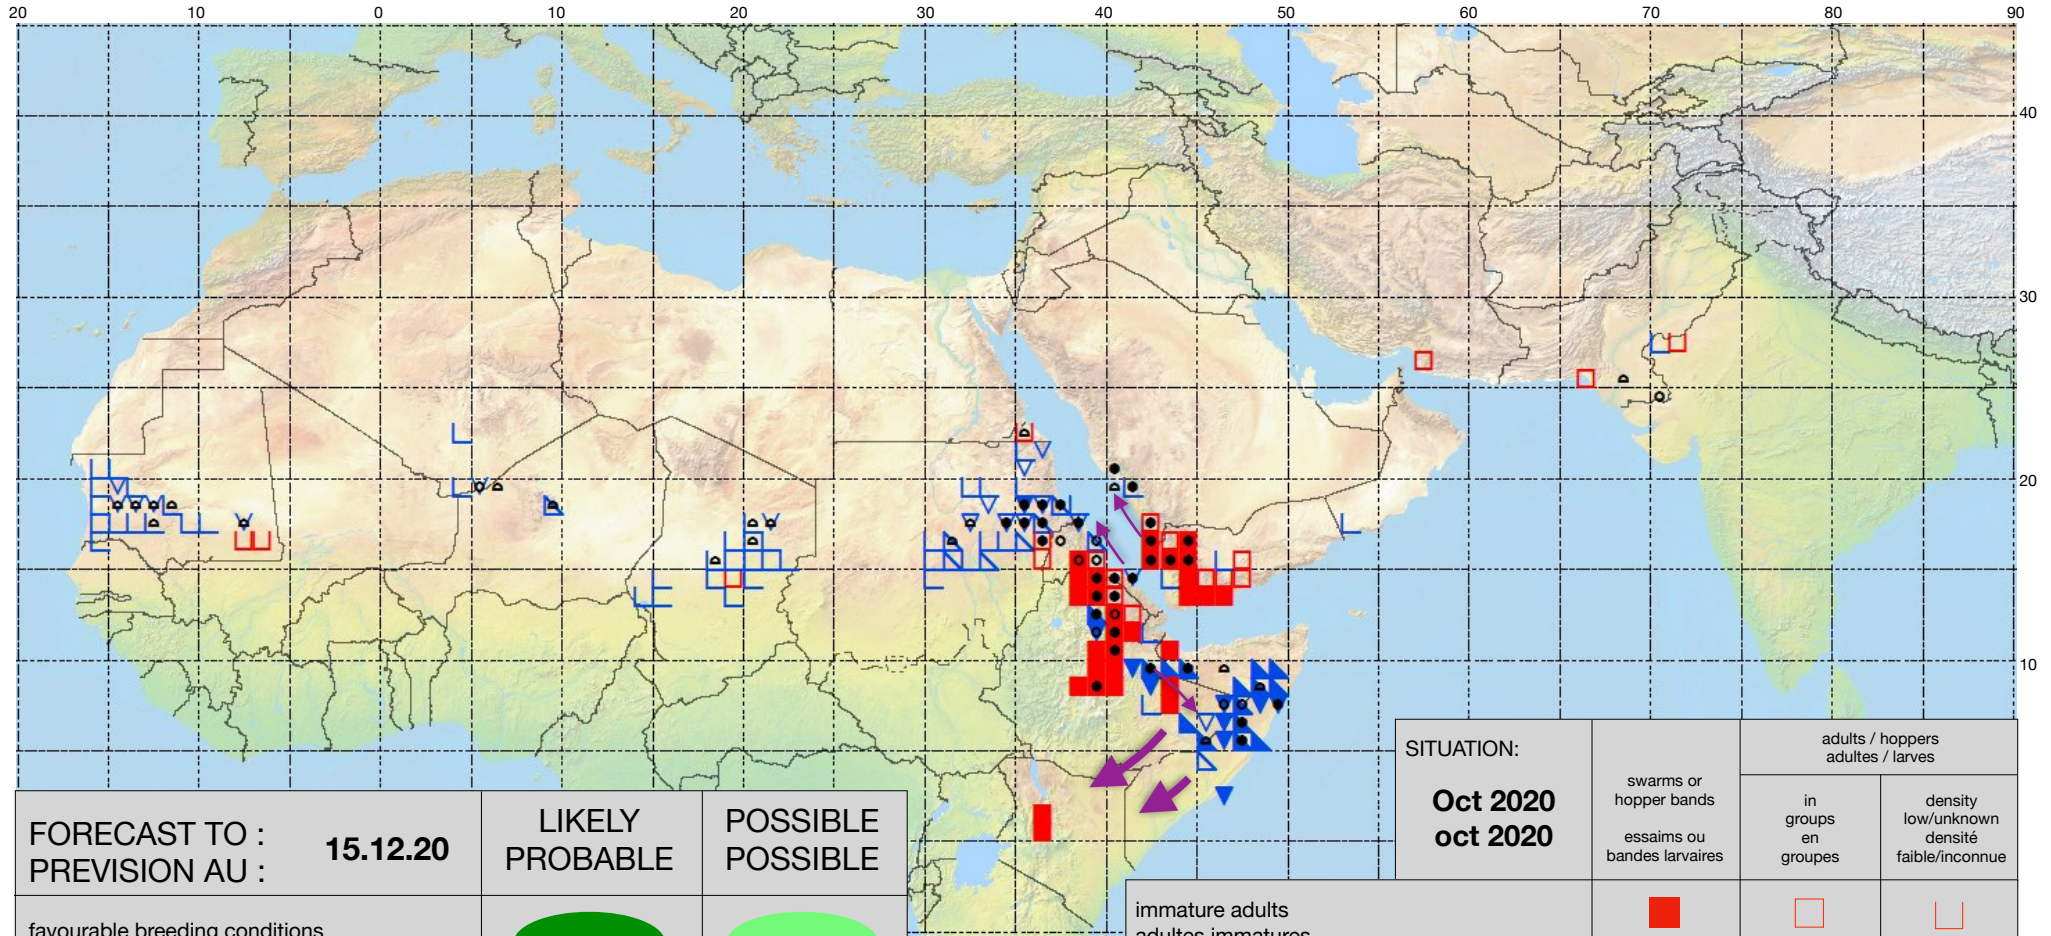 20 10 0 10 20 30 40 50 60 70 80 90
40
30
20
10
SITUATION:
Oct 2020
oct 2020
swarms or
hopper bands
essaims ou
bandes larvaires
adults / hoppers
adultes / larves
in
groups
en
groupes
density
low/unknown
densité
faible/inconnue
FORECAST TO :
PREVISION AU :
15.12.20
LIKELY
PROBABLE
POSSIBLE
POSSIBLE
favourable breeding conditions
immature adults
adultes immatures